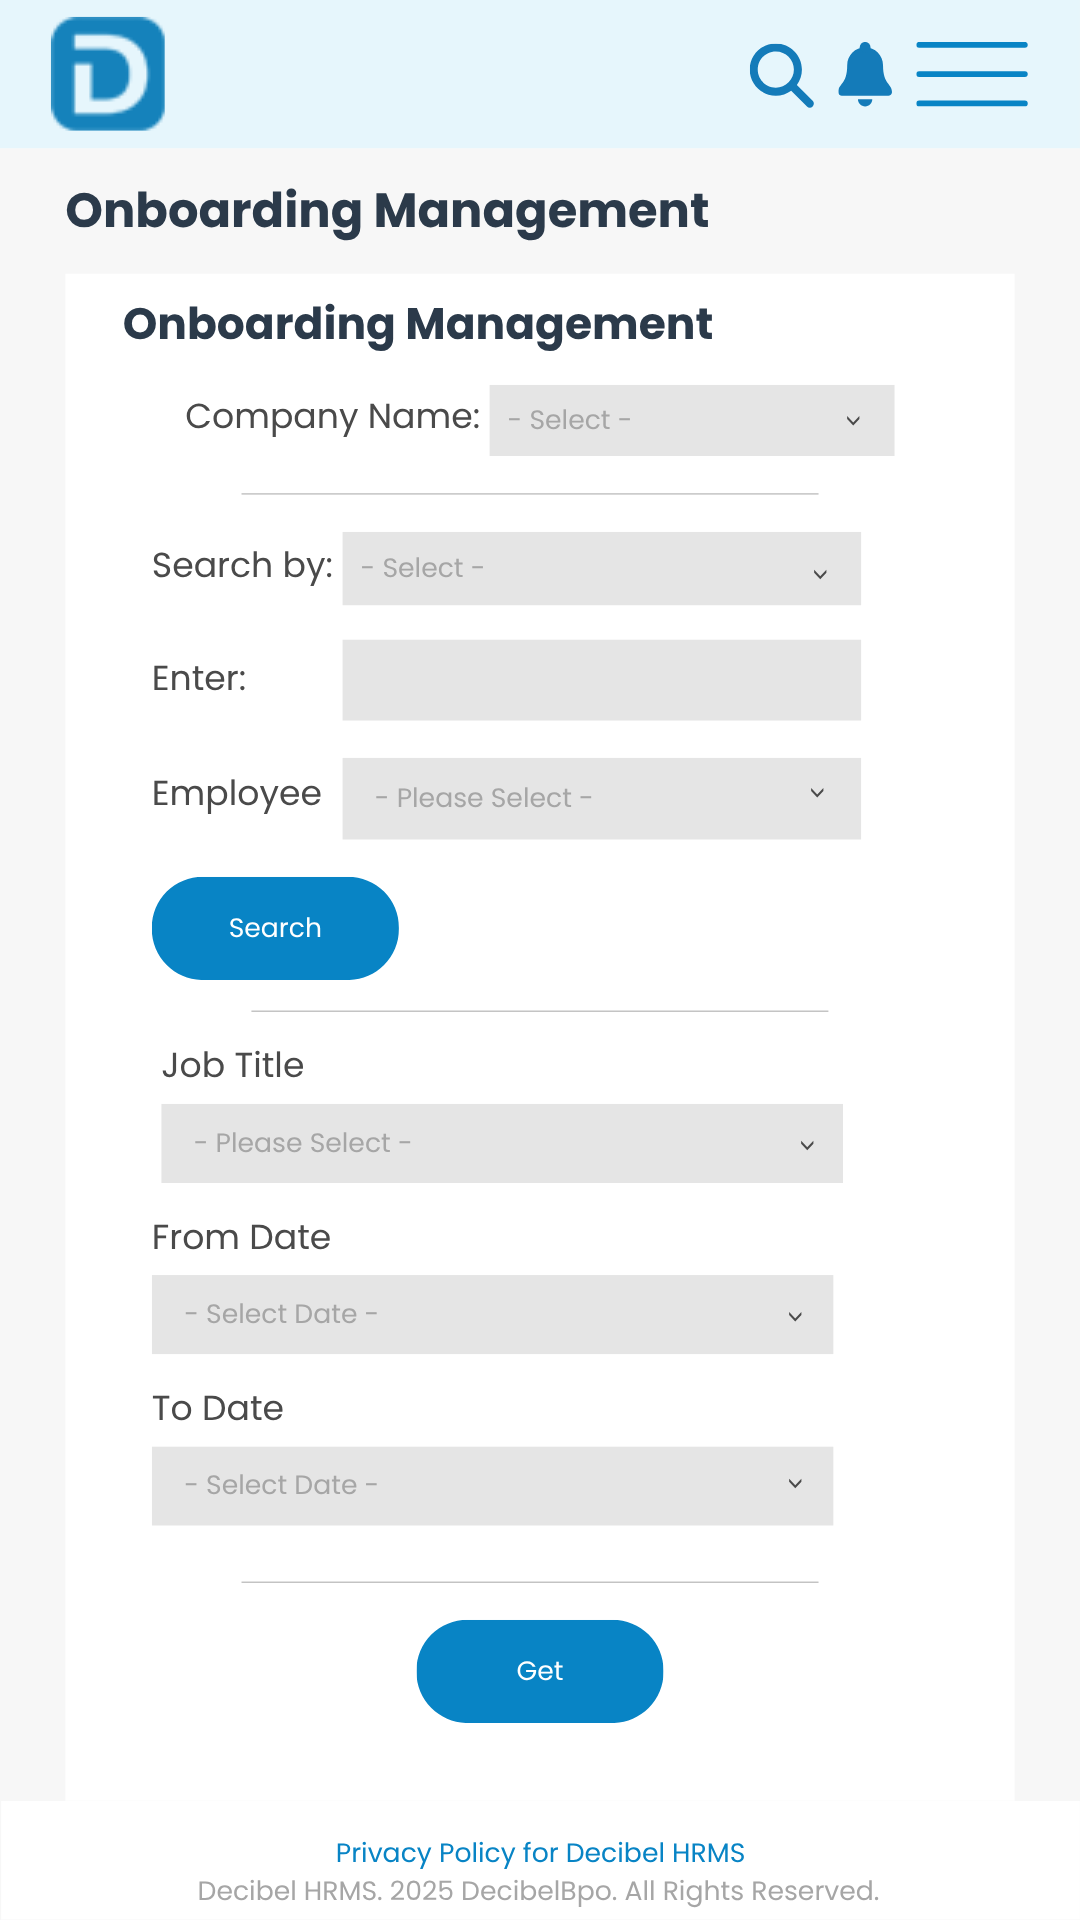 D
Onboarding Management
Onboarding Management
Company Name: - Select -
Search by: - Select -
Enter:
Employee - Please Select -
Search
Job Title
- Please Select -
From Date
- Select Date -
To Date
- Select Date -
Get
Privacy Policy for Decibel HRMS
Decibel HRMS. 2025 DecibelBpo. All Rights Reserved.